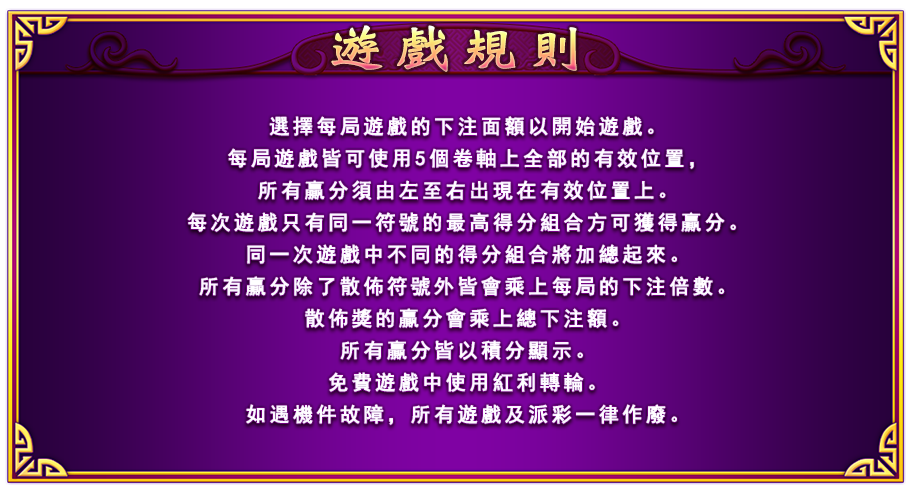 遊戲規則
選擇每局遊戲的下注面額以開始遊戲。
每局遊戲皆可使用5個卷軸上全部的有效位置，
所有贏分須由左至右出現在有效位置上。
每次遊戲只有同一符號的最高得分組合方可獲得贏分。
同一次遊戲中不同的得分組合將加總起來。
所有贏分除了散佈符號外皆會乘上每局的下注倍數。
散佈獎的贏分會乘上總下注額。
所有贏分皆以積分顯示。
免費遊戲中使用紅利轉輪。
如遇機件故障，所有遊戲及派彩一律作廢。